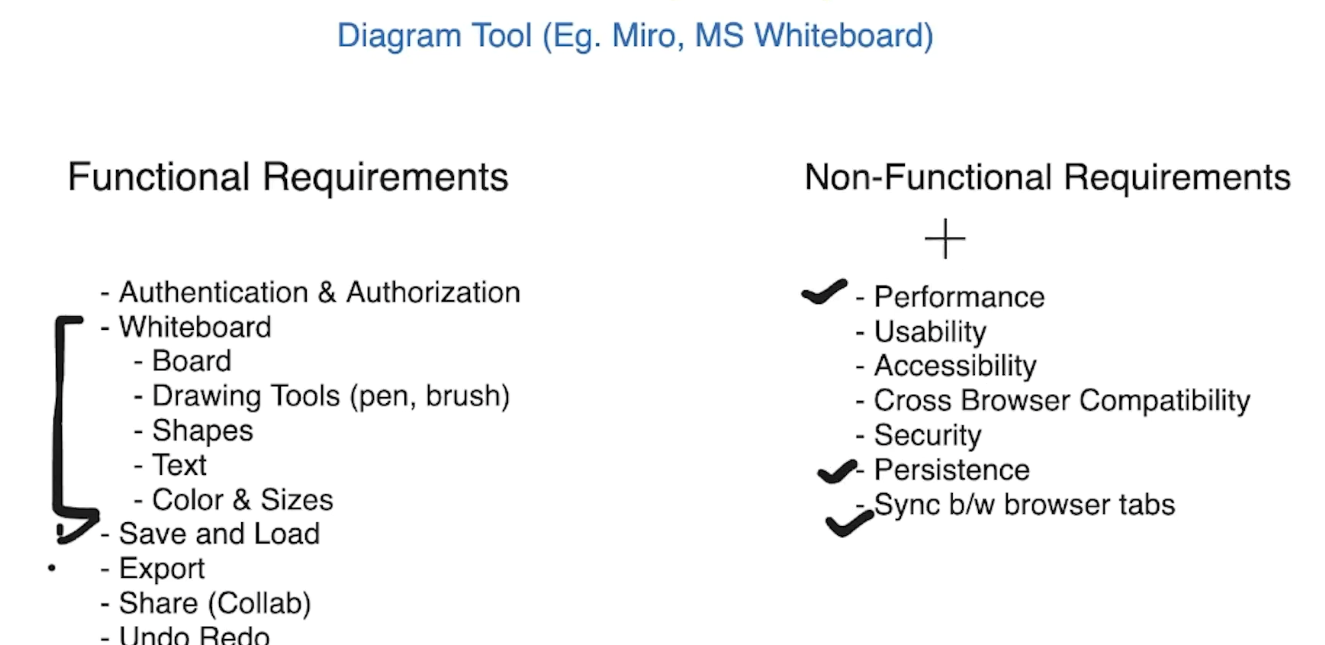 Diagram Tool (Eg. Miro, MS Whiteboard)
Functional Requirements
- Authentication & Authorization
- Whiteboard
- Board
- Drawing Tools (pen, brush)
- Shapes
- Text
- Color & Sizes
- Save and Load
- Export
- Share (Collab)
- Undo Redo
Non-Functional Requirements
- Performance
- Usability
- Accessibility
- Cross Browser Compatibility
- Security
- Persistence
- Sync b/w browser tabs